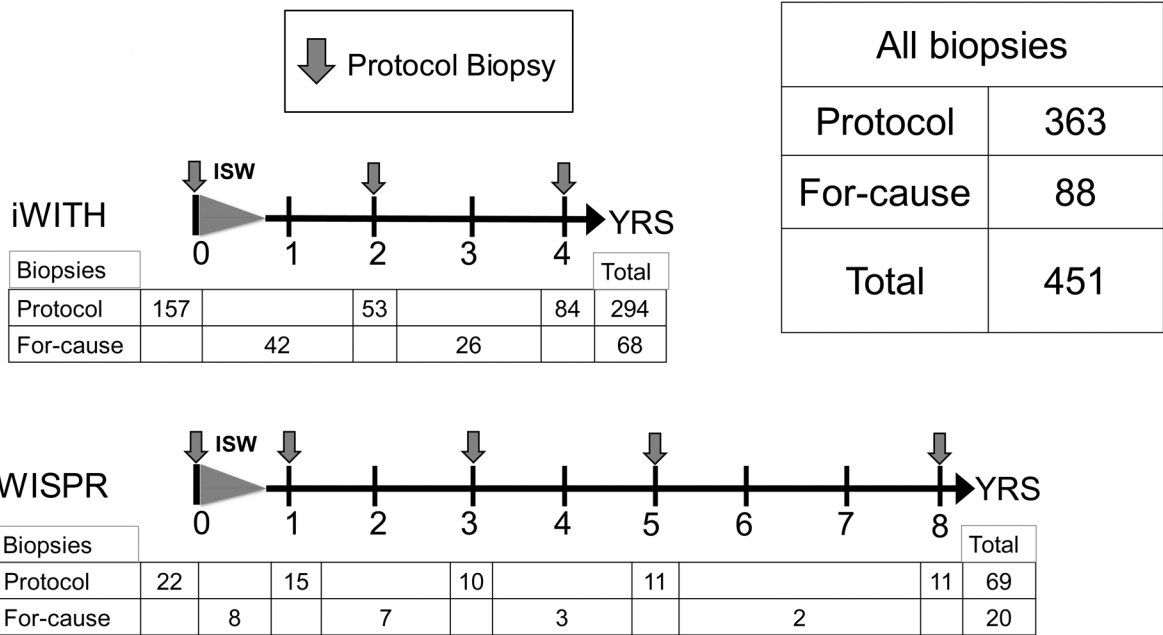 Protocol Biopsy
All biopsies
Protocol 363
For-cause 88
Total 451
ISW
iWITH
YRS
0 1 2 3 4
Biopsies Total
Protocol 157 53 84 294
For-cause 42 26 68
ISW
WISPR
YRS
0 1 2 3 4 5 6 7 8
Biopsies Total
Protocol 22 15 10 11 11 69
For-cause 8 7 3 2 20